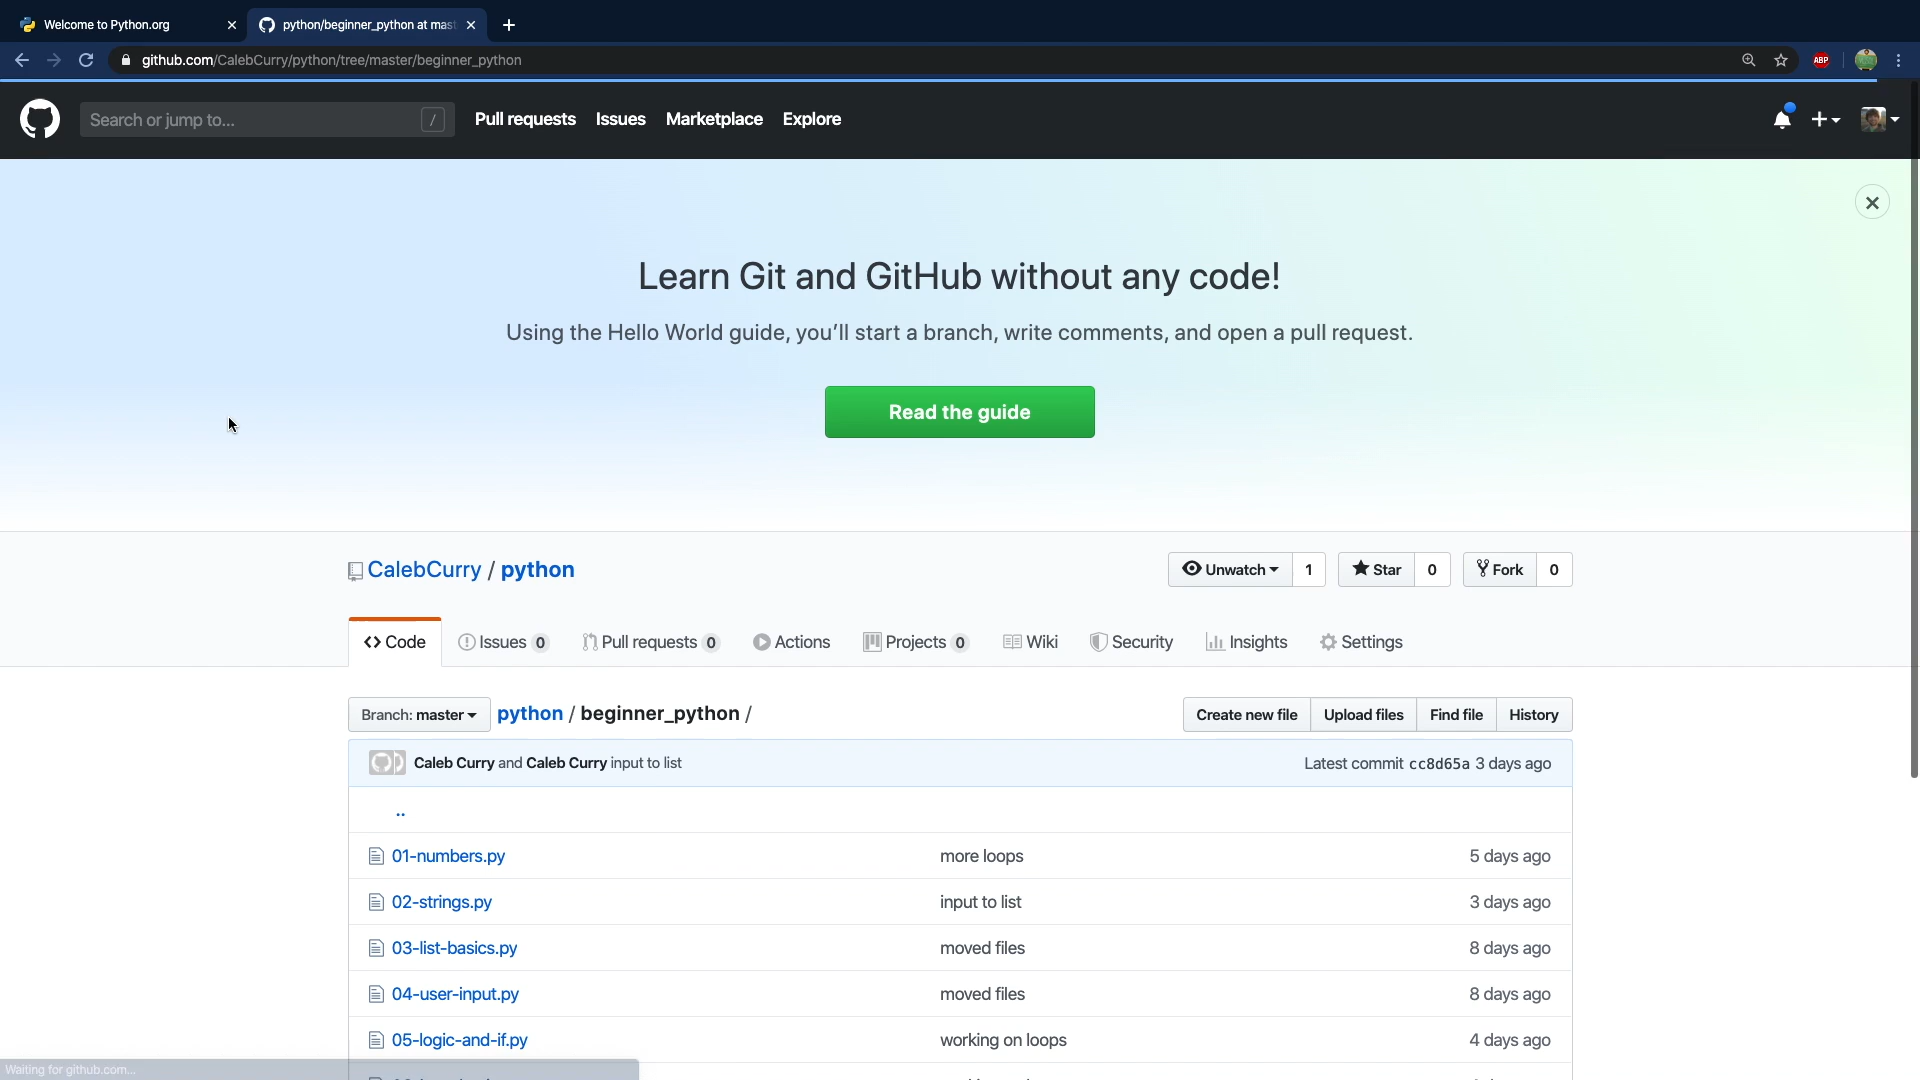 Welcome to Python.org
python/beginner_python at mast
github.com/CalebCurry/python/tree/master/beginner_python
ABP
Search or jump to...
/
Pull requests
Issues
Marketplace
Explore
Learn Git and GitHub without any code!
Using the Hello World guide, you’ll start a branch, write comments, and open a pull request.
Read the guide
CalebCurry / python
Unwatch 1
Star 0
Fork 0
Code
Issues 0
Pull requests 0
Actions
Projects 0
Wiki
Security
Insights
Settings
Branch: master
python / beginner_python /
Create new file
Upload files
Find file
History
Caleb Curry and Caleb Curry input to list
Latest commit cc8d65a 3 days ago
..
01-numbers.py more loops 5 days ago
02-strings.py input to list 3 days ago
03-list-basics.py moved files 8 days ago
04-user-input.py moved files 8 days ago
05-logic-and-if.py working on loops 4 days ago
Waiting for github.com...